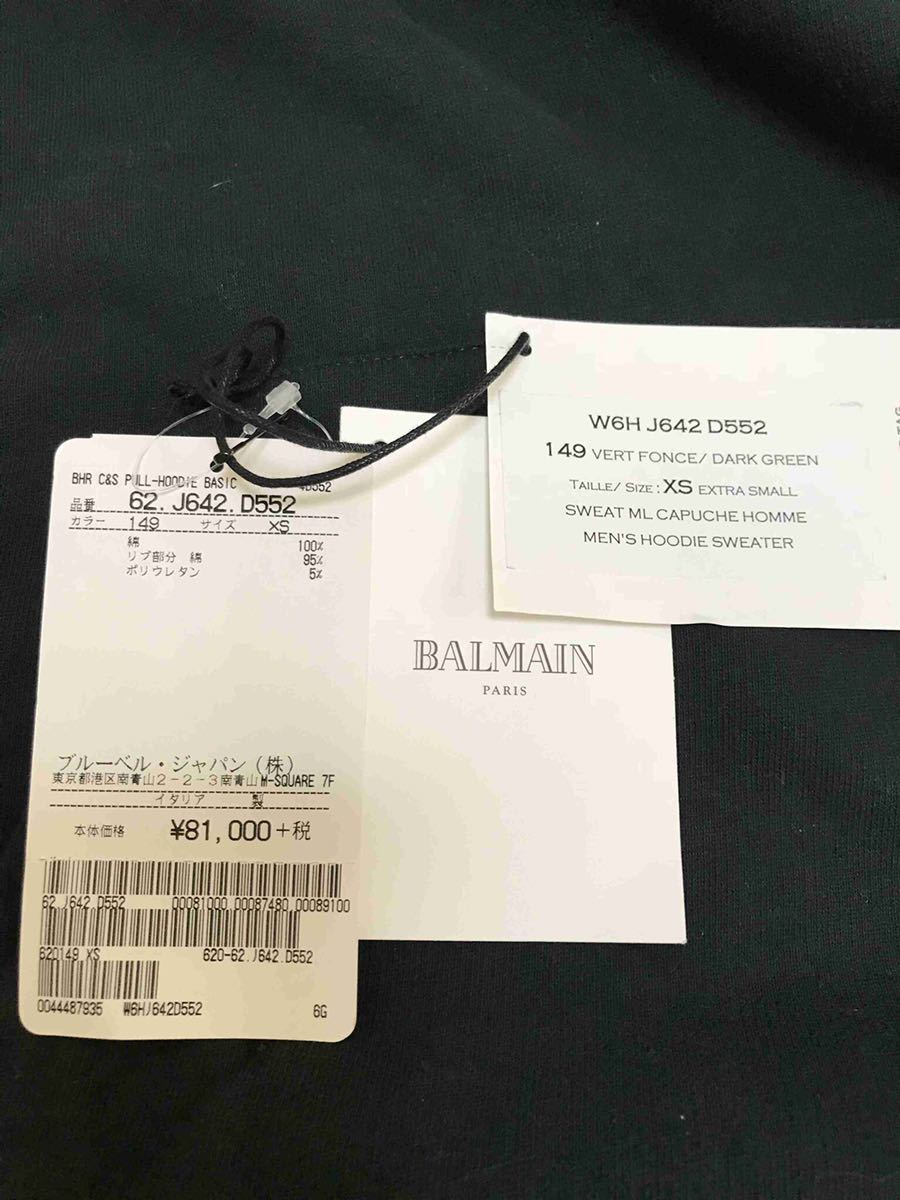 BHR C&S PULL-HOODIE BASIC
品番 62.J642.D552
カラー 149 サイズ XS
綿 100%
リブ部分 綿 95%
ポリウレタン 5%
ブルーベル・ジャパン(株)
東京都港区南青山2-2-3南青山M-SQUARE 7F
イタリア 製
本体価格 ¥81,000+税
62.J642.D552 00081000,00087480,00089100
620149 XS 620-62.J642.D552
0044487935 W6HJ642D552 6G
BALMAIN
PARIS
W6H J642 D552
149 VERT FONCE/ DARK GREEN
TAILLE/ SIZE : XS EXTRA SMALL
SWEAT ML CAPUCHE HOMME
MEN'S HOODIE SWEATER